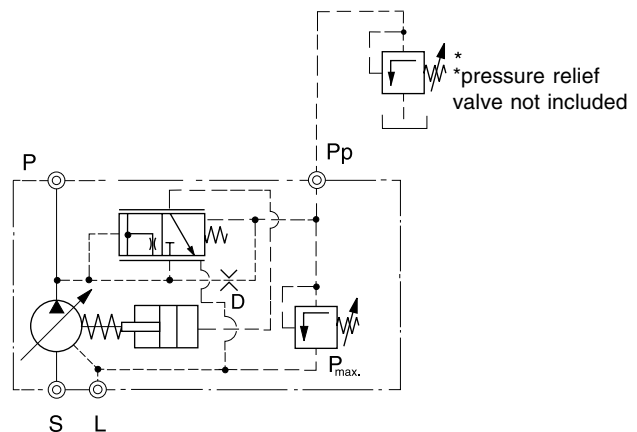 *
*pressure relief
valve not included
P
Pp
D
Pmax.
S
L